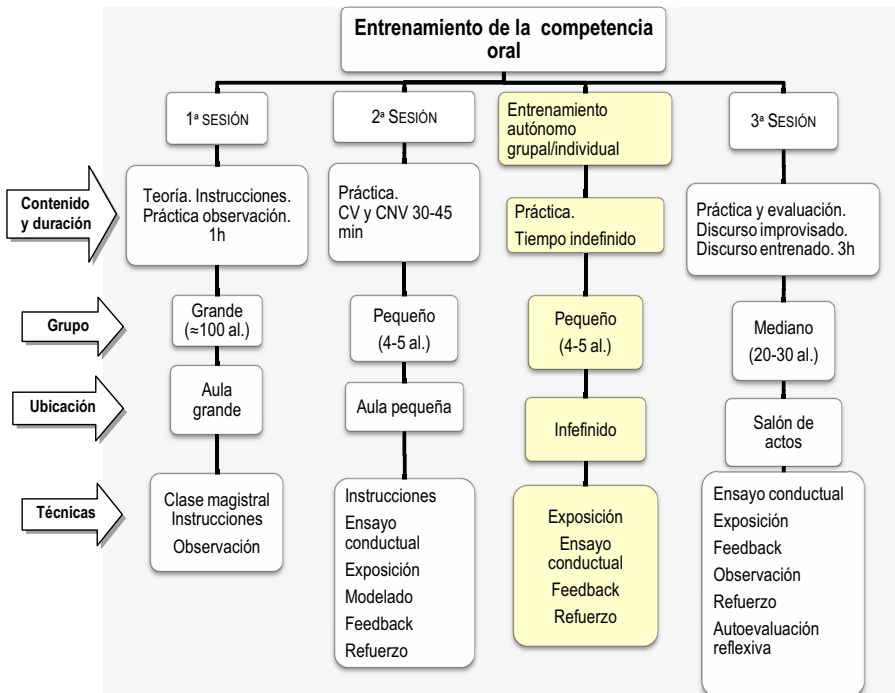 Entrenamiento de la competencia
oral
1ª SESIÓN
2ª SESIÓN
Entrenamiento
autónomo
grupal/individual
3ª SESIÓN
Contenido
y duración
Teoría. Instrucciones.
Práctica observación.
1h
Práctica.
CV y CNV 30-45
min
Práctica.
Tiempo indefinido
Práctica y evaluación.
Discurso improvisado.
Discurso entrenado. 3h
Grupo
Grande
(≈100 al.)
Pequeño
(4-5 al.)
Pequeño
(4-5 al.)
Mediano
(20-30 al.)
Ubicación
Aula
grande
Aula pequeña
Infefinido
Salón de
actos
Técnicas
Clase magistral
Instrucciones
Observación
Instrucciones
Ensayo
conductual
Exposición
Modelado
Feedback
Refuerzo
Exposición
Ensayo
conductual
Feedback
Refuerzo
Ensayo conductual
Exposición
Feedback
Observación
Refuerzo
Autoevaluación
reflexiva